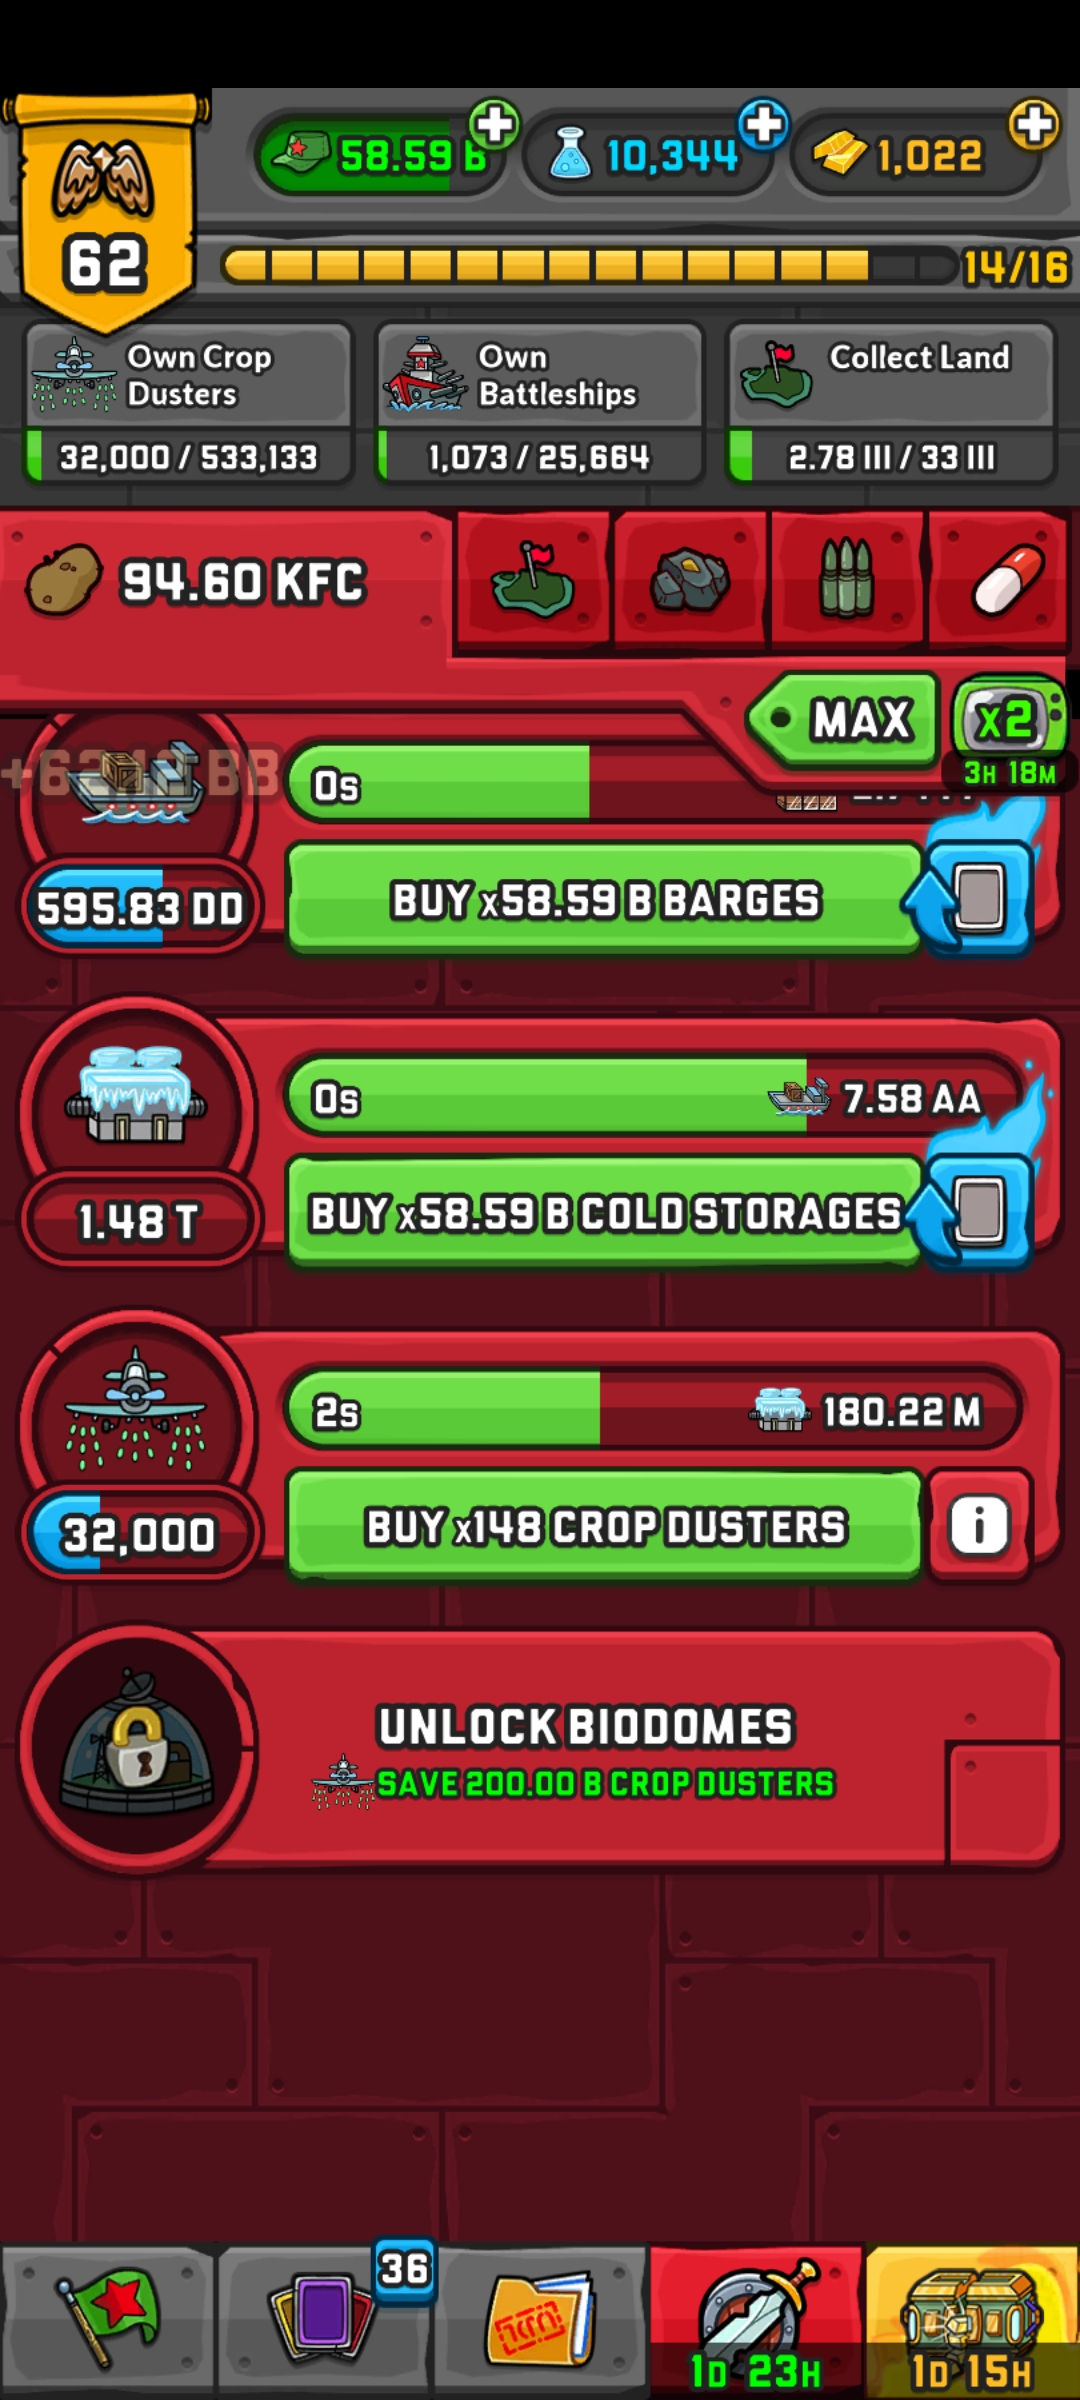 58.59 B
10,344
1,022
62
14/16
Own Crop Dusters
Own Battleships
Collect Land
32,000 / 533,133
1,073 / 25,664
2.78 III / 33 III
94.60 KFC
MAX
x2
3H 18M
0s
595.83 DD
BUY x58.59 B BARGES
0s
7.58 AA
1.48 T
BUY x58.59 B COLD STORAGES
2s
180.22 M
32,000
BUY x148 CROP DUSTERS
i
UNLOCK BIODOMES
SAVE 200.00 B CROP DUSTERS
36
1D 23H
1D 15H